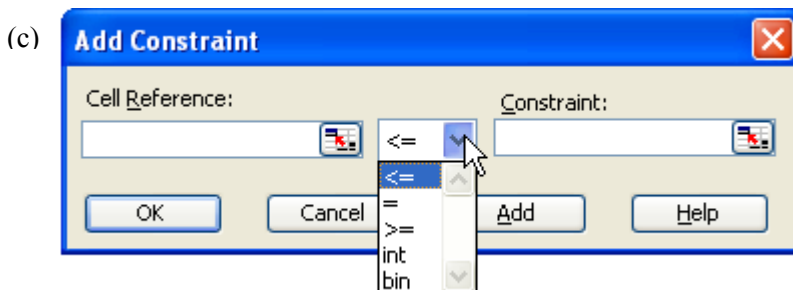 (c) Add Constraint
Cell Reference: Constraint:
<=
OK Cancel Add Help
<=
=
>=
int
bin